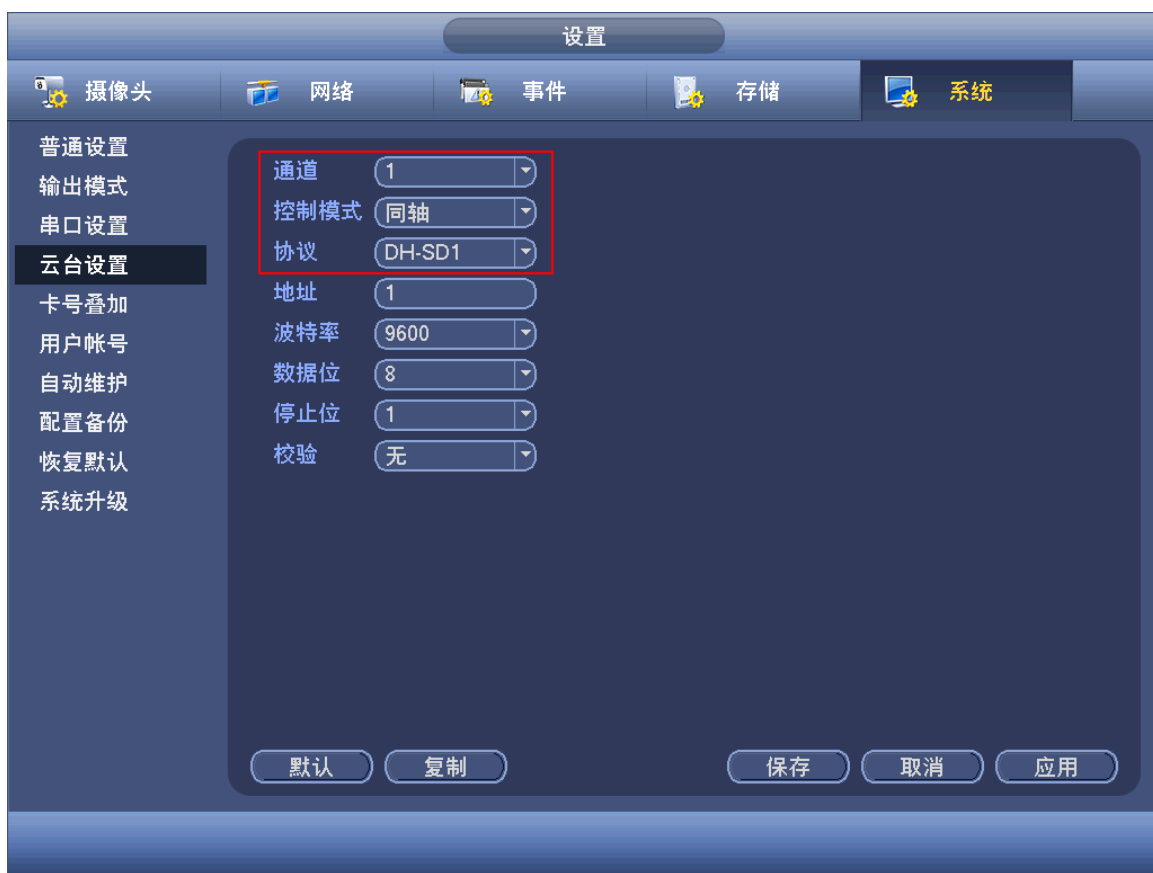 设置
摄像头 网络 事件 存储 系统
普通设置
输出模式
串口设置
云台设置
卡号叠加
用户帐号
自动维护
配置备份
恢复默认
系统升级
通道 1
控制模式 同轴
协议 DH-SD1
地址 1
波特率 9600
数据位 8
停止位 1
校验 无
默认 复制 保存 取消 应用